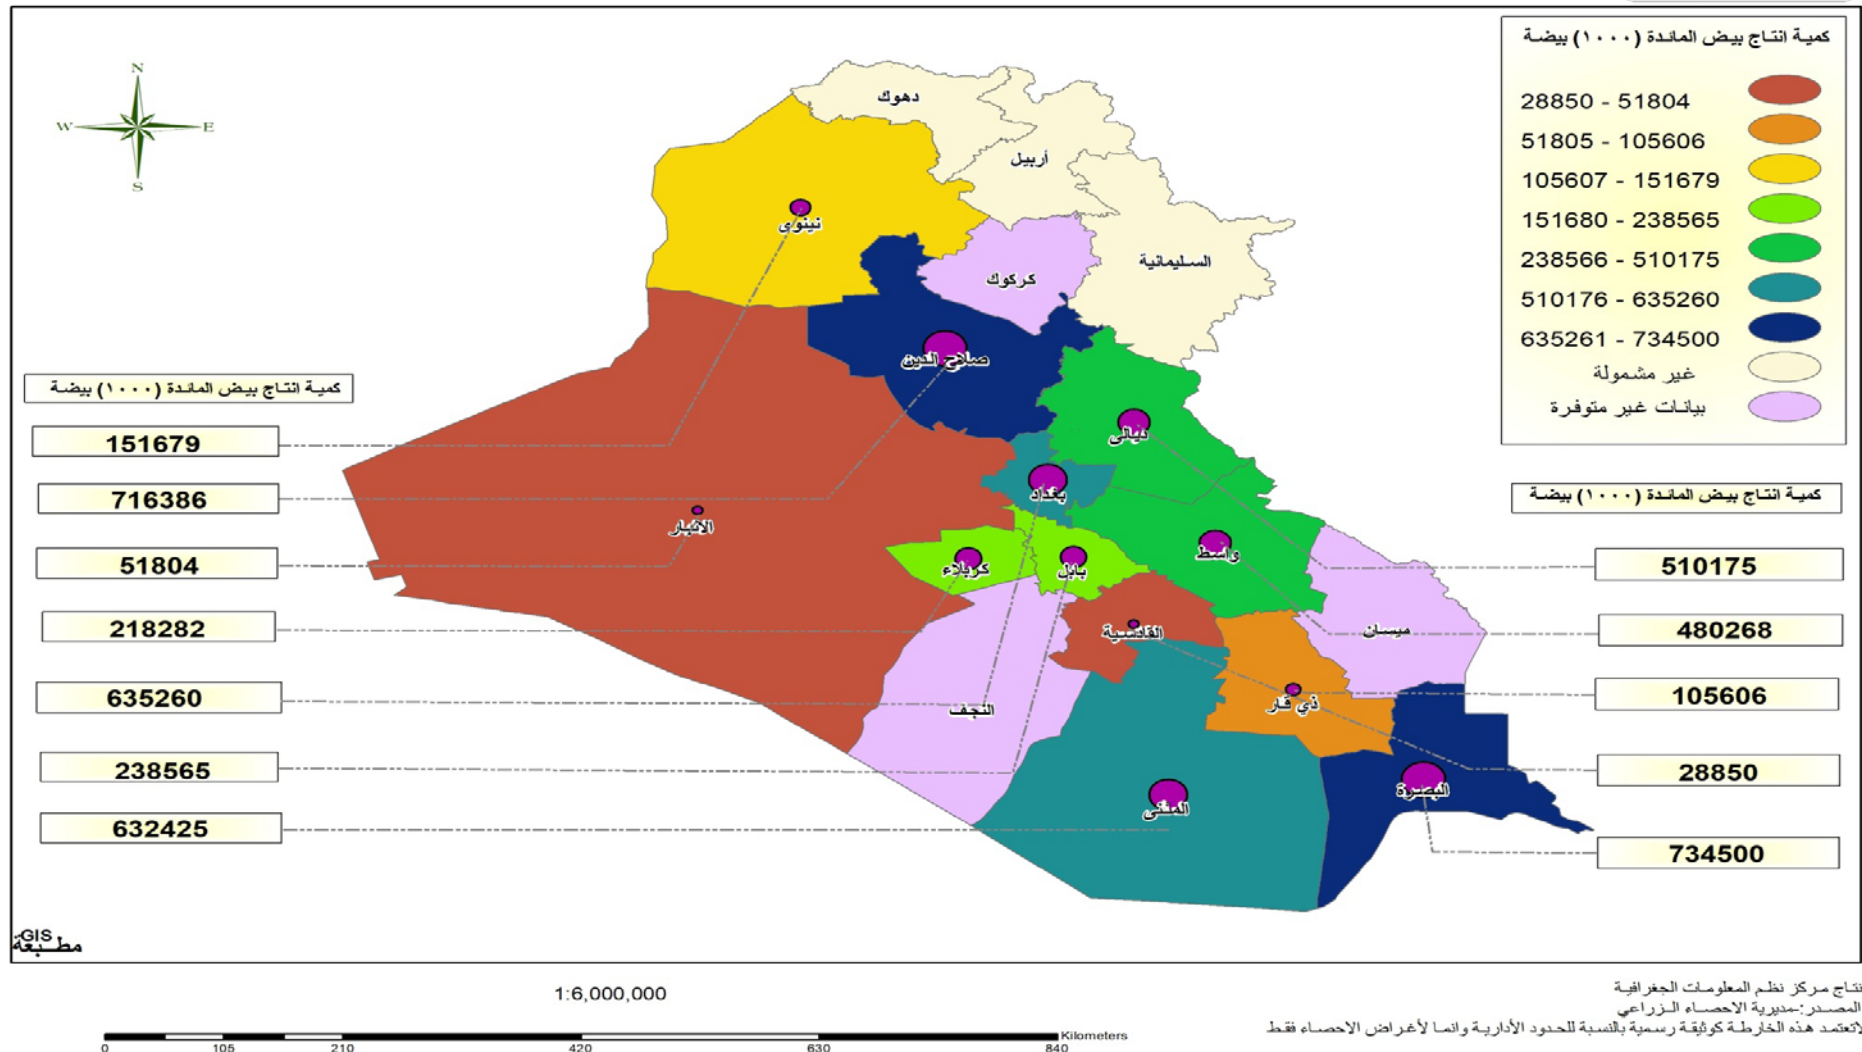 كمية انتاج بيض المائدة (١٠٠٠) بيضة
28850 - 51804
51805 - 105606
105607 - 151679
151680 - 238565
238566 - 510175
510176 - 635260
635261 - 734500
غير مشمولة
بيانات غير متوفرة
N
W
E
S
دهوك
أربيل
نينوى
السليمانية
كركوك
صلاح الدين
ديالى
بغداد
الانبار
واسط
كربلاء
بابل
القادسية
ميسان
النجف
ذي قار
المثنى
البصرة
كمية انتاج بيض المائدة (١٠٠٠) بيضة
151679
716386
51804
218282
635260
238565
632425
كمية انتاج بيض المائدة (١٠٠٠) بيضة
510175
480268
105606
28850
734500
GIS
مطبعة
1:6,000,000
Kilometers
0 105 210 420 630 840
نتاج مركز نظم المعلومات الجغرافية
المصدر:-مديرية الاحصاء الزراعي
لاتعتمد هذه الخارطة كوثيقة رسمية بالنسبة للحدود الأدارية وانما لأغراض الاحصاء فقط